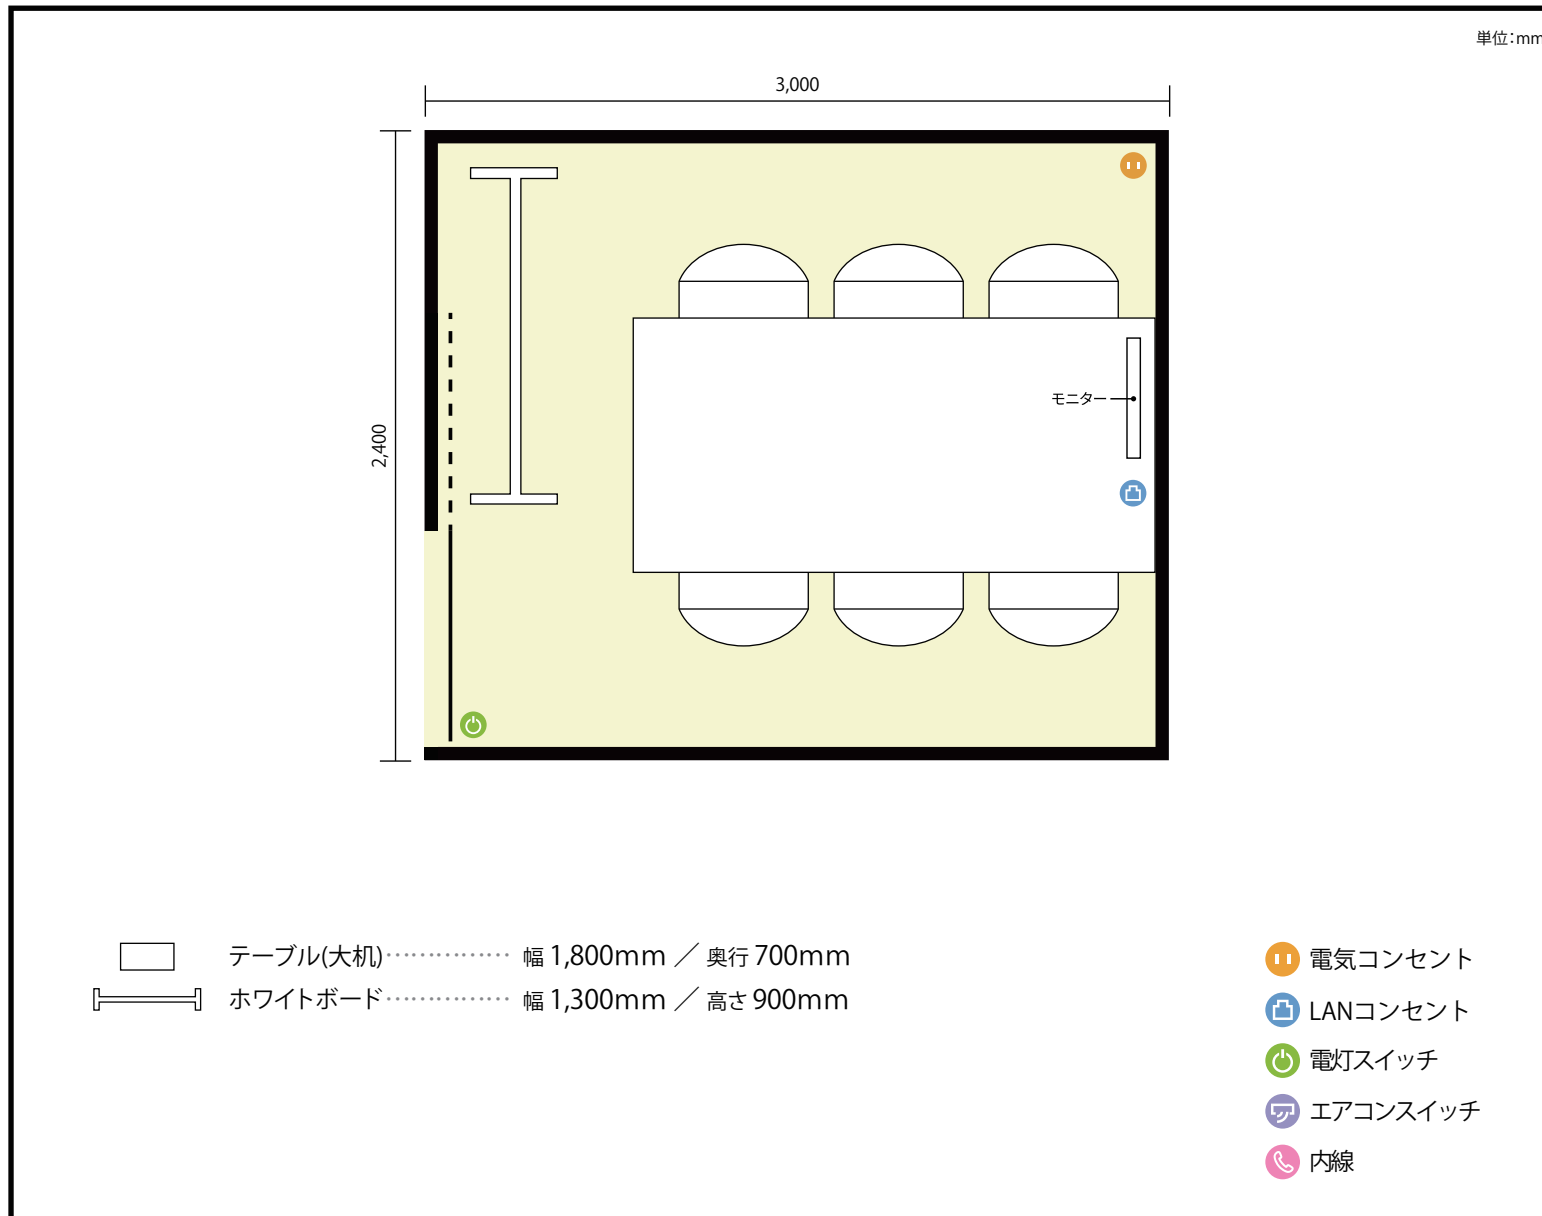 単位：mm
3,000
2,400
モニター
テーブル(大机)・・・・・・・・・・・・・・ 幅 1,800mm ／ 奥行 700mm
ホワイトボード・・・・・・・・・・・・・・ 幅 1,300mm ／ 高さ 900mm
電気コンセント
LANコンセント
電灯スイッチ
エアコンスイッチ
内線